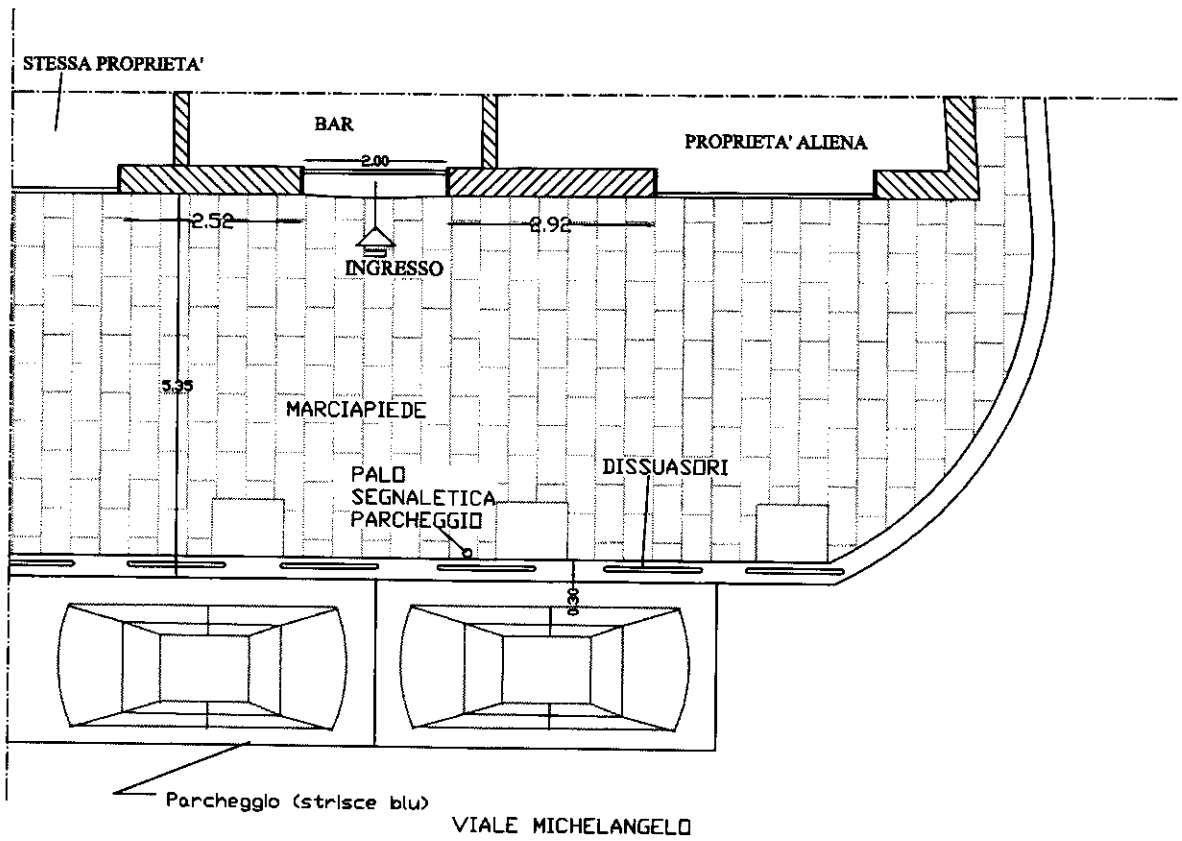 STESSA PROPRIETA'
BAR
PROPRIETA' ALIENA
2.00
2.52
2.92
INGRESSO
5.35
MARCIAPIEDE
PALO
SEGNALETICA
PARCHEGGIO
DISSUASORI
0.30
Parcheggio (strisce blu)
VIALE MICHELANGELO